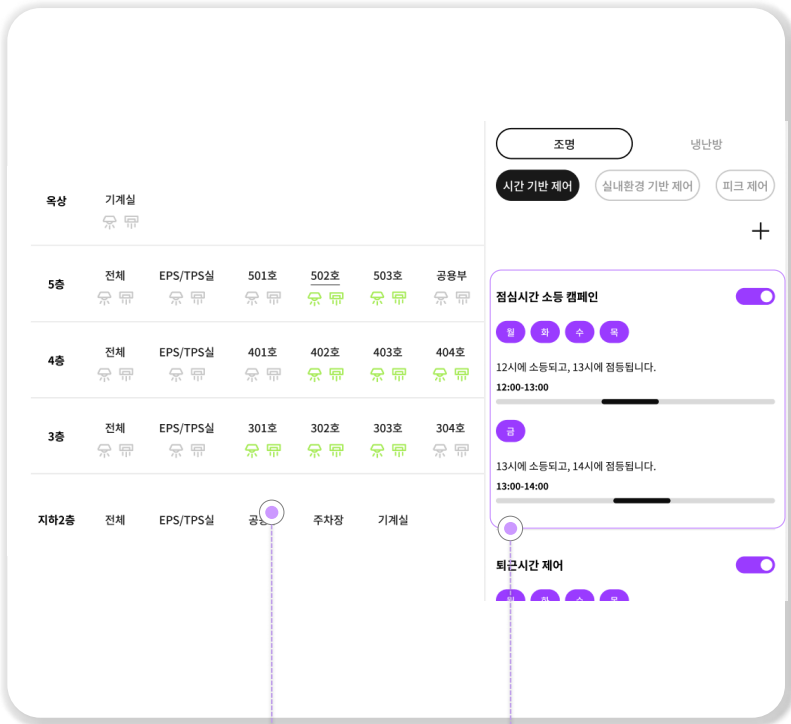 조명 냉난방
시간 기반 제어 실내환경 기반 제어 피크 제어
옥상 기계실
5층 전체 EPS/TPS실 501호 502호 503호 공용부
4층 전체 EPS/TPS실 401호 402호 403호 404호
3층 전체 EPS/TPS실 301호 302호 303호 304호
지하2층 전체 EPS/TPS실 주차장 기계실
점심시간 소등 캠페인
월 화 수 목
12시에 소등되고, 13시에 점등됩니다.
12:00-13:00
금
13시에 소등되고, 14시에 점등됩니다.
13:00-14:00
퇴근시간 제어
월 화 수 목